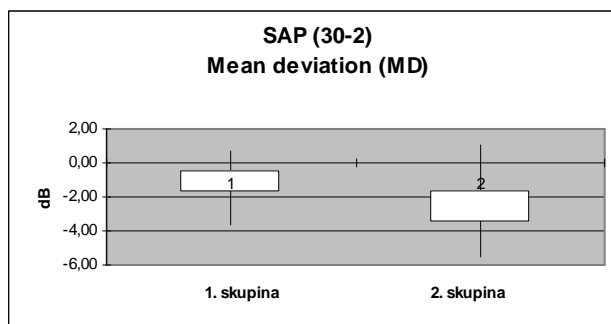 SAP (30-2)
Mean deviation (MD)
2,00
0,00
-2,00
-4,00
-6,00
dB
1
2
1. skupina
2. skupina